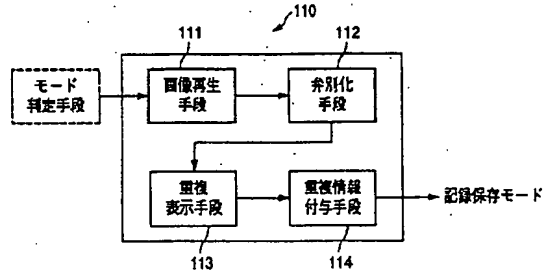 110
111
112
モード
判定手段
画像再生
手段
弁別化
手段
重複
表示手段
重複情報
付与手段
記録保存モード
113
114